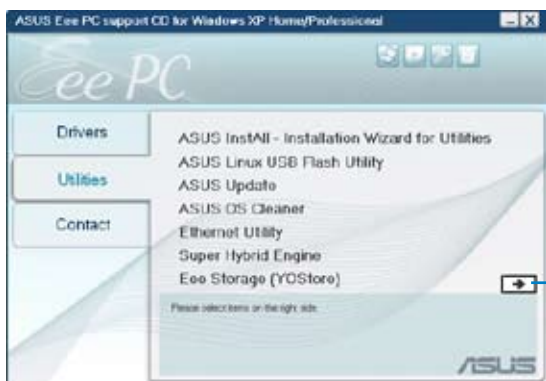 ASUS Eee PC support CD for Windows XP Home/Professional
Eee PC
Drivers
Utilities
Contact
ASUS InstAll - Installation Wizard for Utilities
ASUS Linux USB Flash Utility
ASUS Update
ASUS OS Cleaner
Ethernet Utility
Super Hybrid Engine
Eee Storage (YOStore)
Please select items on the right side.
ASUS